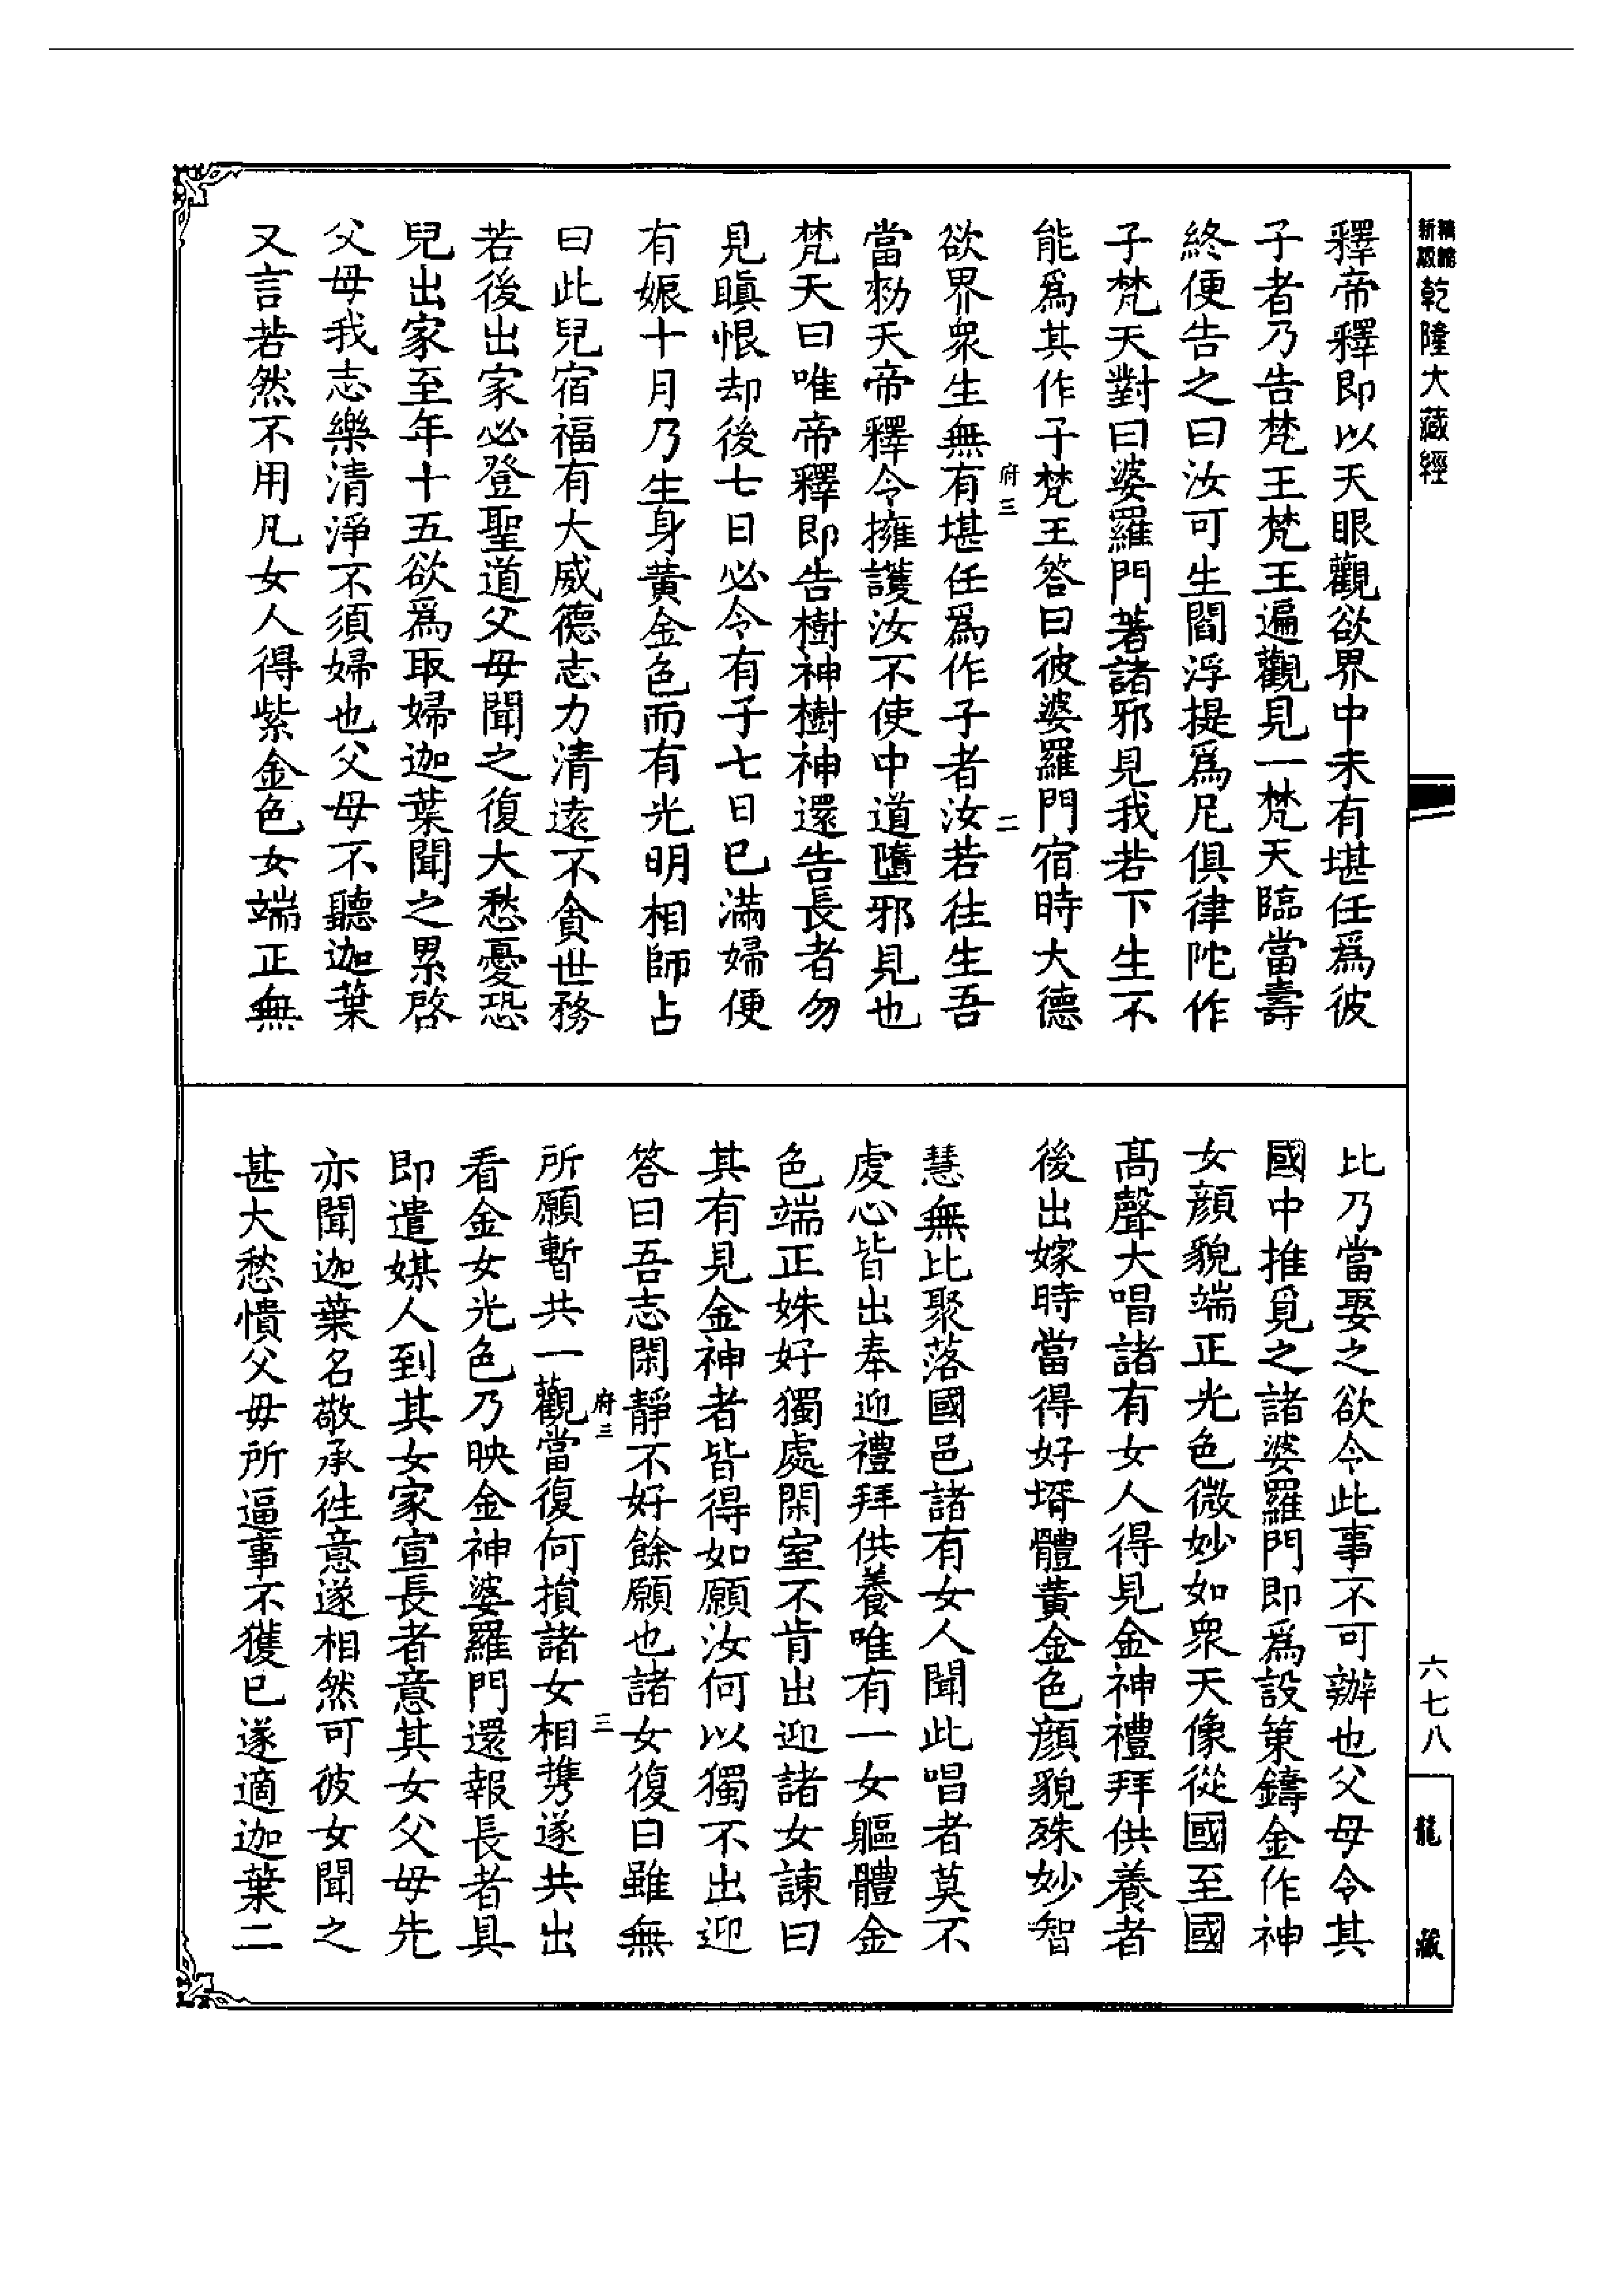 精縮新級乾隆大藏經
釋帝釋即以天眼觀欲界中未有堪任爲彼
子者乃告梵王梵王遍觀見一梵天臨當壽
終便告之曰汝可生閻浮提爲尼俱律陀作
子梵天對曰婆羅門著諸邪見我若下生不
能爲其作子梵王答曰彼婆羅門宿時大德
府三 二
欲界衆生無有堪任爲作子者汝若往生吾
當勑天帝釋令擁護汝不使中道墮邪見也
梵天曰唯帝釋即告樹神樹神還告長者勿
見瞋恨却後七日必令有子七日已滿婦便
有娠十月乃生身黃金色而有光明相師占
曰此兒宿福有大威德志力清遠不貪世務
若後出家必登聖道父母聞之復大愁憂恐
兒出家至年十五欲爲取婦迦葉聞之累啓
父母我志樂清淨不須婦也父母不聽迦葉
又言若然不用凡女人得紫金色女端正無
比乃當娶之欲令此事不可辦也父母令其
國中推覓之諸婆羅門即爲設策鑄金作神
女顏貌端正光色微妙如衆天像從國至國
高聲大唱諸有女人得見金神禮拜供養者
後出嫁時當得好壻體黃金色顏貌殊妙智
慧無比聚落國邑諸有女人聞此唱者莫不
虔心皆出奉迎禮拜供養唯有一女軀體金
色端正姝好獨處閑室不肯出迎諸女諫曰
其有見金神者皆得如願汝何以獨不出迎
答曰吾志閑靜不好餘願也諸女復白雖無
府三 三
所願暫共一觀當復何損諸女相携遂共出
看金女光色乃映金神婆羅門還報長者具
即遣媒人到其女家宣長者意其女父母先
亦聞迦葉名敬承往意遂相然可彼女聞之
甚大愁憒父母所逼事不獲已遂適迦葉二
六七八
龍藏